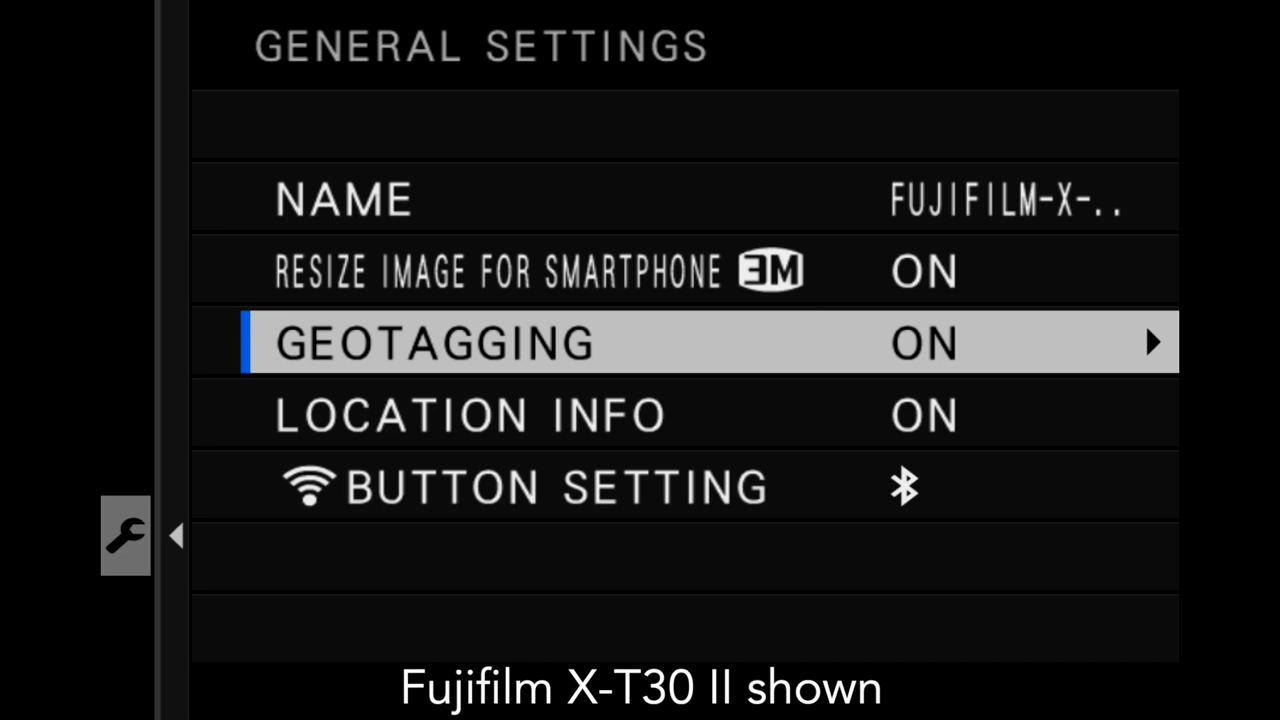 GENERAL SETTINGS
NAME FUJIFILM-X-..
RESIZE IMAGE FOR SMARTPHONE 3M ON
GEOTAGGING ON
LOCATION INFO ON
BUTTON SETTING
Fujifilm X-T30 II shown